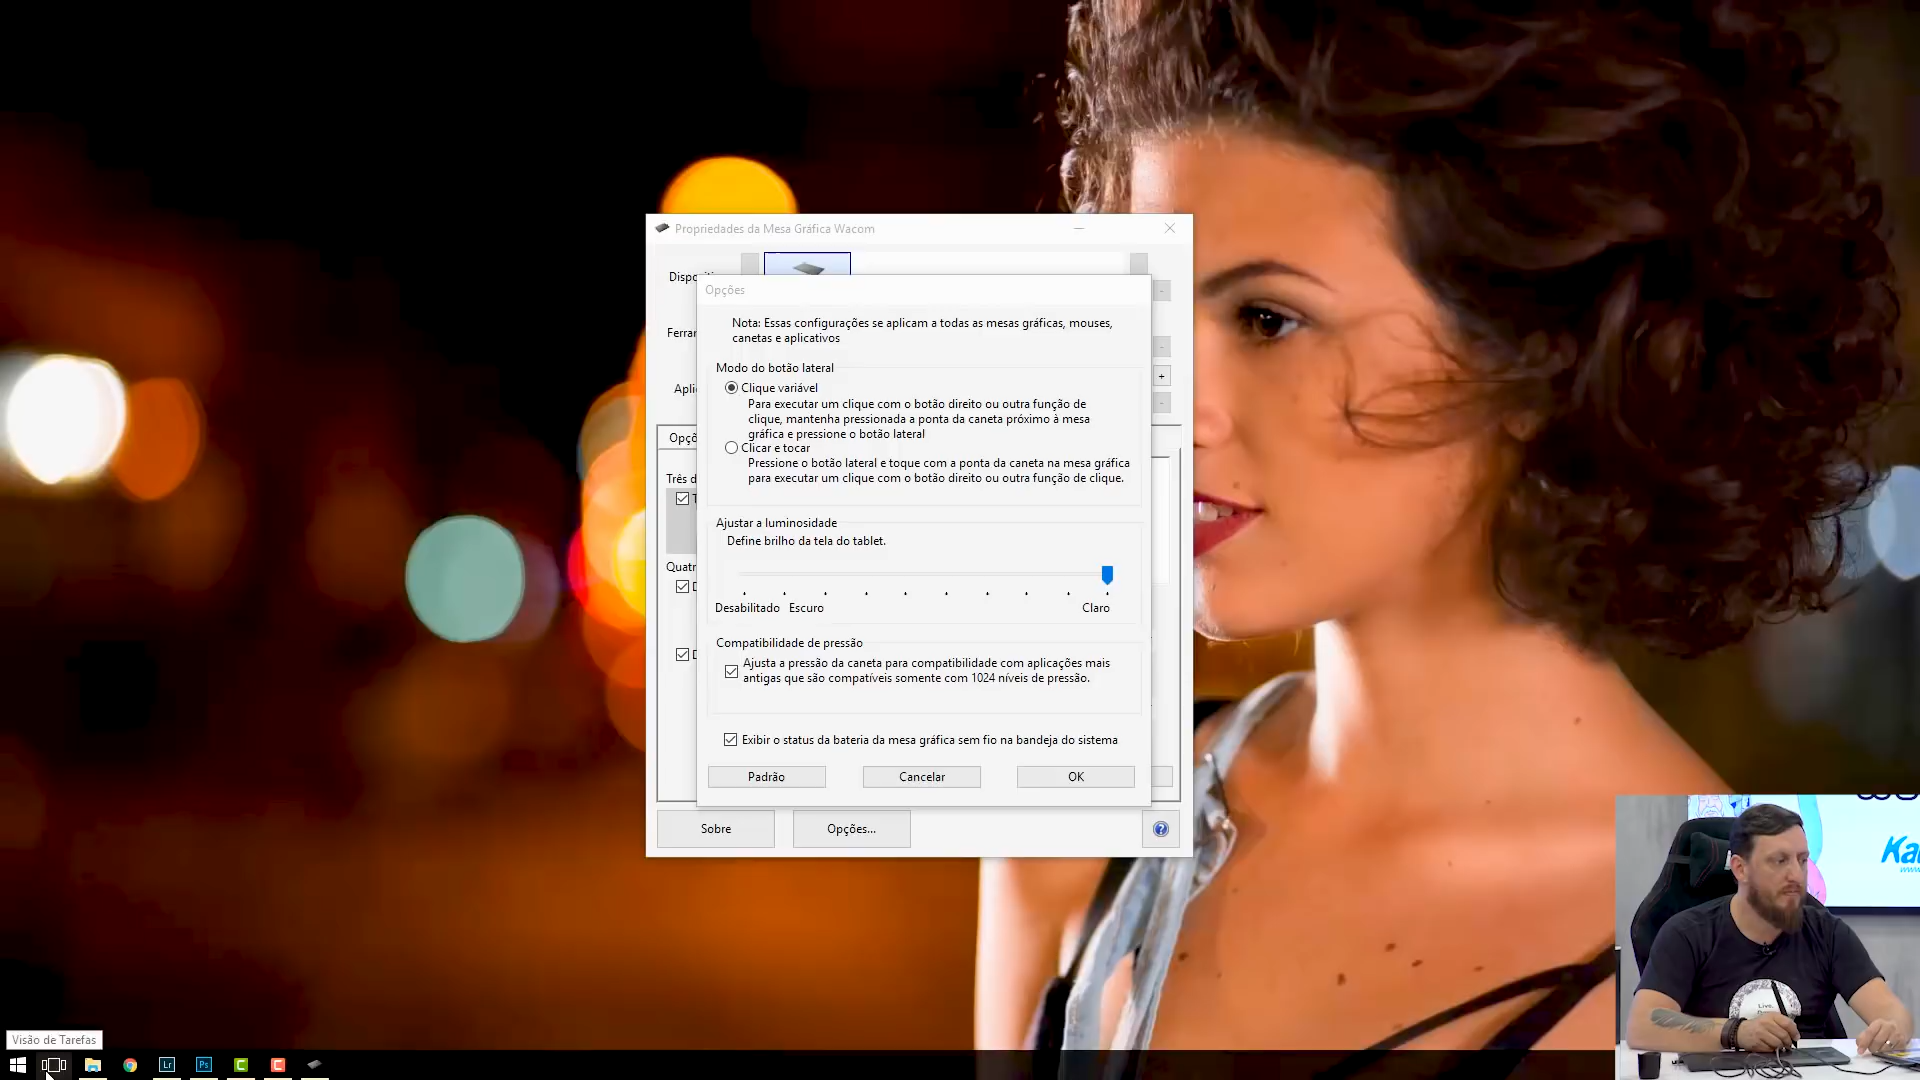 Propriedades da Mesa Gráfica Wacom
Opções
Nota: Essas configurações se aplicam a todas as mesas gráficas, mouses,
canetas e aplicativos
Modo do botão lateral
Clique variável
Para executar um clique com o botão direito ou outra função de
clique, mantenha pressionada a ponta da caneta próximo à mesa
gráfica e pressione o botão lateral
Clicar e tocar
Pressione o botão lateral e toque com a ponta da caneta na mesa gráfica
para executar um clique com o botão direito ou outra função de clique.
Ajustar a luminosidade
Define brilho da tela do tablet.
Desabilitado Escuro Claro
Compatibilidade de pressão
Ajusta a pressão da caneta para compatibilidade com aplicações mais
antigas que são compatíveis somente com 1024 níveis de pressão.
Exibir o status da bateria da mesa gráfica sem fio na bandeja do sistema
Padrão Cancelar OK
Sobre Opções...
Visão de Tarefas
Lr Ps